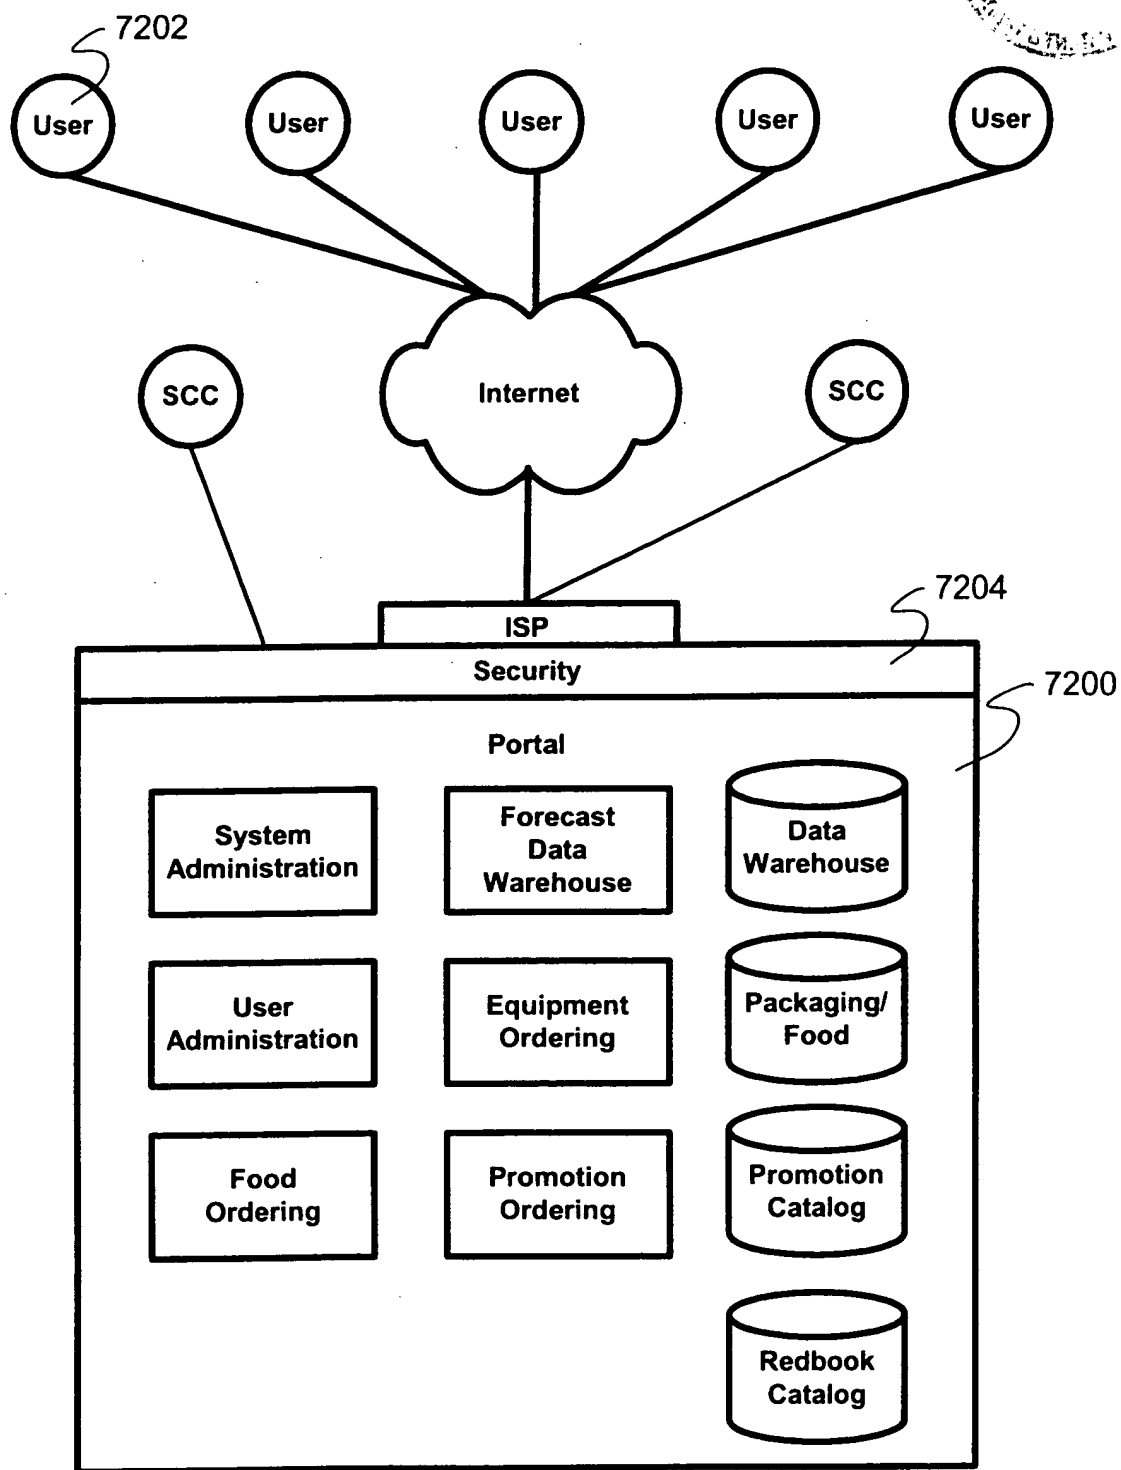 7202
User
User
User
User
User
SCC
Internet
SCC
ISP
7204
Security
7200
Portal
System
Administration
Forecast
Data
Warehouse
Data
Warehouse
User
Administration
Equipment
Ordering
Packaging/
Food
Food
Ordering
Promotion
Ordering
Promotion
Catalog
Redbook
Catalog